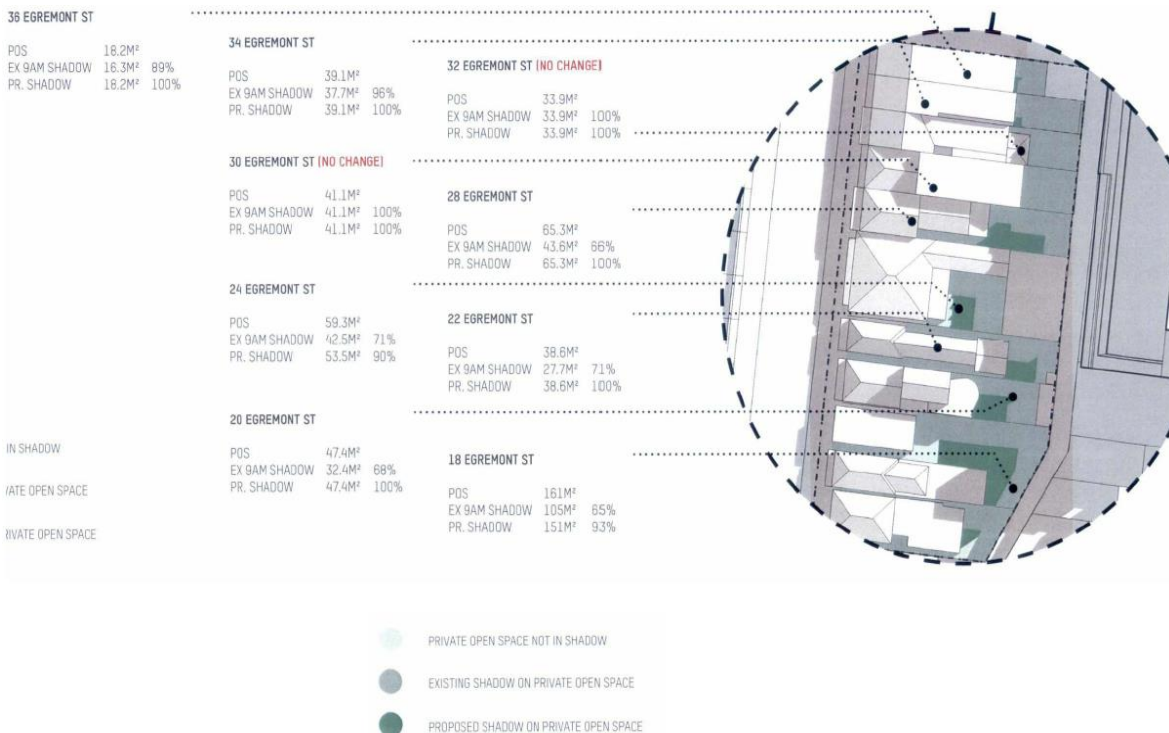 36 EGREMONT ST
POS 18.2M²
EX 9AM SHADOW 16.3M² 89%
PR. SHADOW 18.2M² 100%
34 EGREMONT ST
POS 39.1M²
EX 9AM SHADOW 37.7M² 96%
PR. SHADOW 39.1M² 100%
32 EGREMONT ST (NO CHANGE)
POS 33.9M²
EX 9AM SHADOW 33.9M² 100%
PR. SHADOW 33.9M² 100%
30 EGREMONT ST (NO CHANGE)
POS 41.1M²
EX 9AM SHADOW 41.1M² 100%
PR. SHADOW 41.1M² 100%
28 EGREMONT ST
POS 65.3M²
EX 9AM SHADOW 43.6M² 66%
PR. SHADOW 65.3M² 100%
24 EGREMONT ST
POS 59.3M²
EX 9AM SHADOW 42.5M² 71%
PR. SHADOW 53.5M² 90%
22 EGREMONT ST
POS 38.6M²
EX 9AM SHADOW 27.7M² 71%
PR. SHADOW 38.6M² 100%
20 EGREMONT ST
POS 47.4M²
EX 9AM SHADOW 32.4M² 68%
PR. SHADOW 47.4M² 100%
18 EGREMONT ST
POS 161M²
EX 9AM SHADOW 105M² 65%
PR. SHADOW 151M² 93%
IN SHADOW
VATE OPEN SPACE
RIVATE OPEN SPACE
PRIVATE OPEN SPACE NOT IN SHADOW
EXISTING SHADOW ON PRIVATE OPEN SPACE
PROPOSED SHADOW ON PRIVATE OPEN SPACE